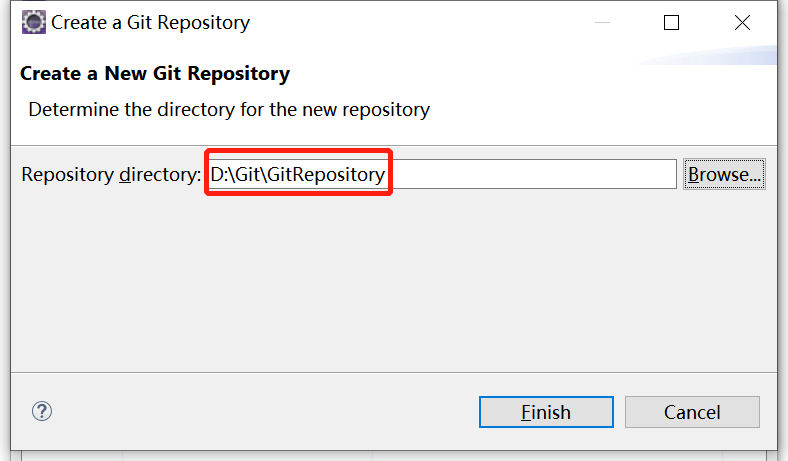 Create a Git Repository
Create a New Git Repository
Determine the directory for the new repository
Repository directory: D:\Git\GitRepository Browse...
?
Finish Cancel